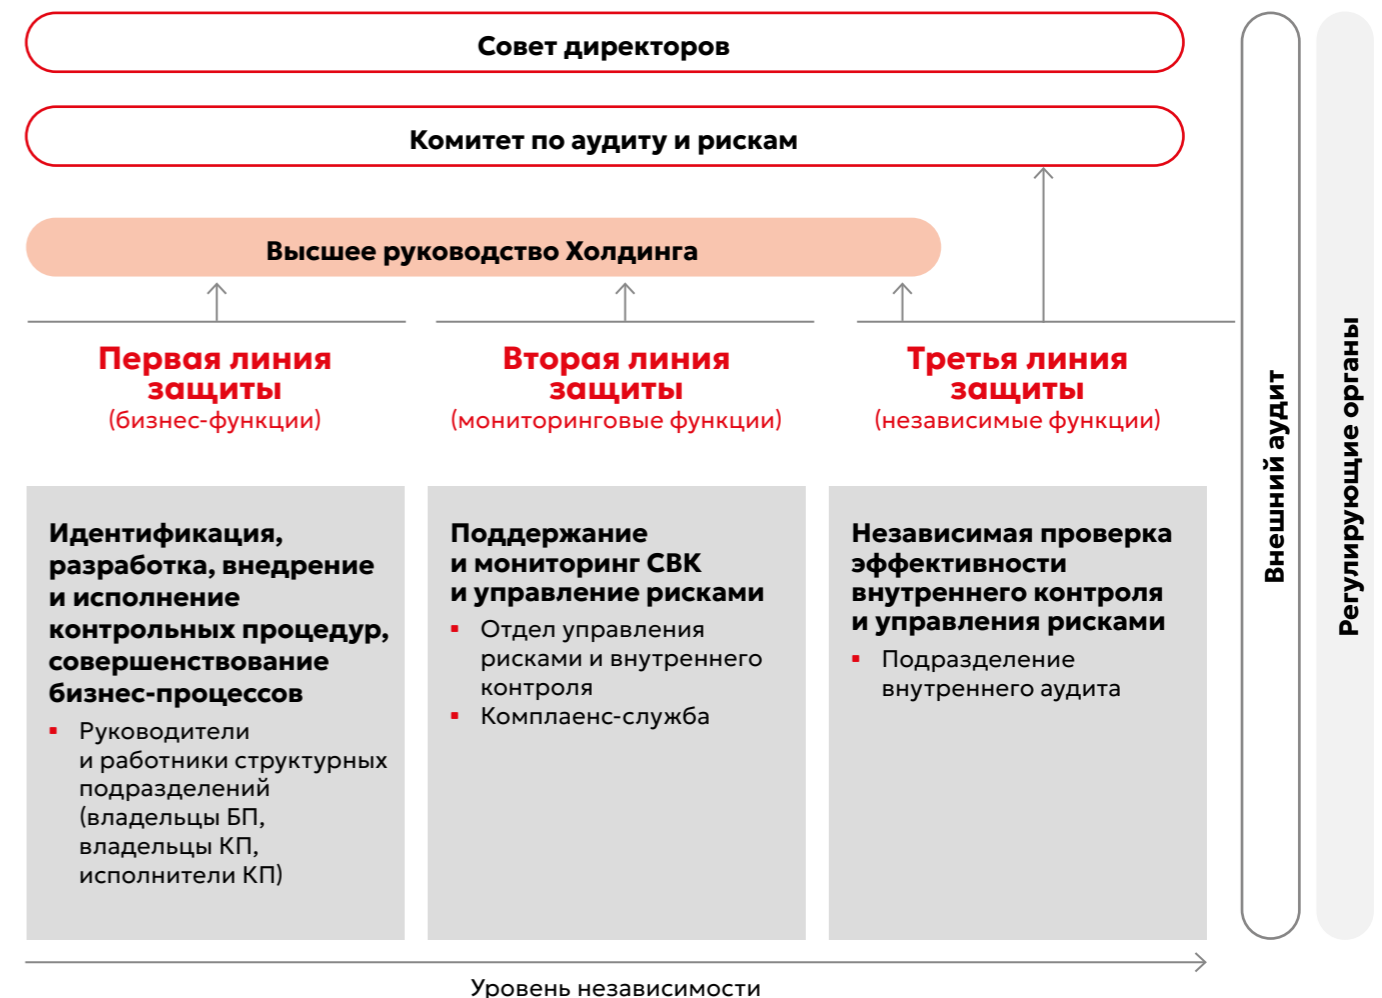 Совет директоров
Комитет по аудиту и рискам
Высшее руководство Холдинга
Первая линия
защиты
(бизнес-функции)
Вторая линия
защиты
(мониторинговые функции)
Третья линия
защиты
(независимые функции)
Идентификация,
разработка, внедрение
и исполнение
контрольных процедур,
совершенствование
бизнес-процессов
▪ Руководители
и работники структурных
подразделений
(владельцы БП,
владельцы КП,
исполнители КП)
Поддержание
и мониторинг СВК
и управление рисками
▪ Отдел управления
рисками и внутреннего
контроля
▪ Комплаенс-служба
Независимая проверка
эффективности
внутреннего контроля
и управления рисками
▪ Подразделение
внутреннего аудита
Уровень независимости
Внешний аудит
Регулирующие органы